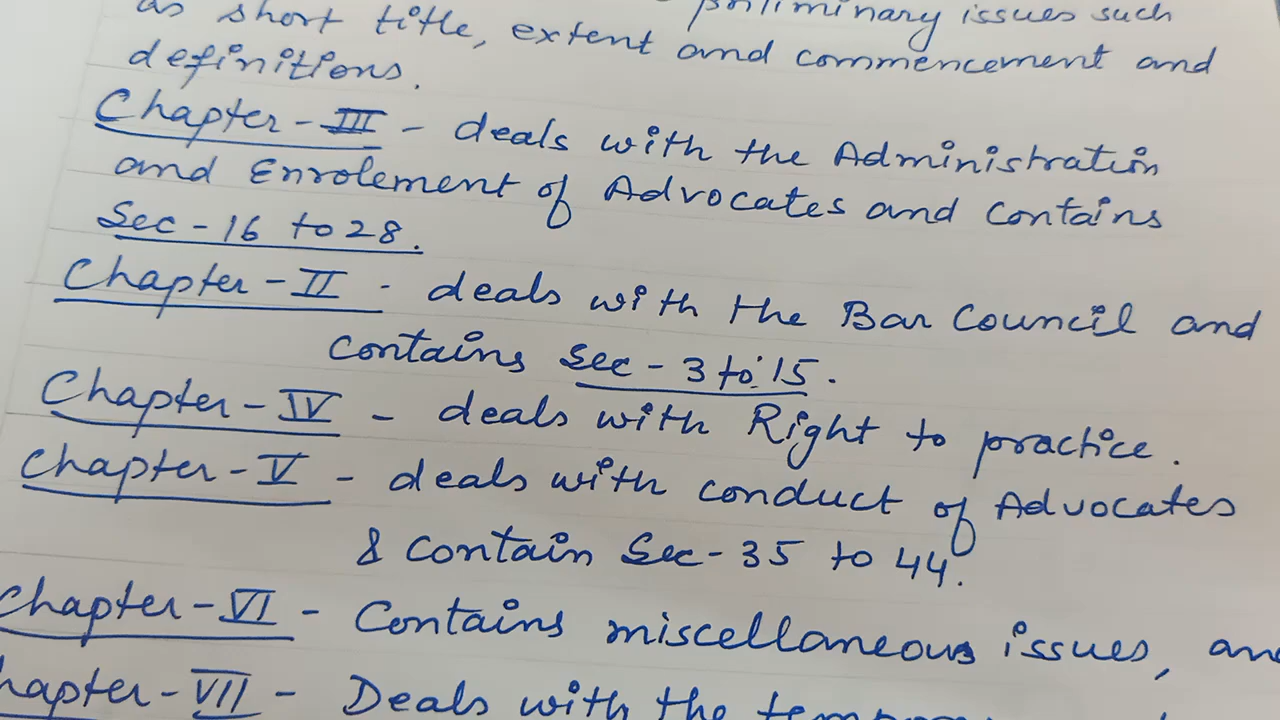 as short title, preliminary issues such
extent and commencement and
definitions.
Chapter-III - deals with the Administration
and Enrolement of Advocates and contains
Sec-16 to 28.
Chapter-II - deals with the Bar Council and
contains Sec-3 to 15.
Chapter-IV - deals with Right to practice.
Chapter-V - deals with conduct of Advocates
& contain Sec-35 to 44.
Chapter-VI - Contains miscellaneous issues,
Chapter-VII - Deals with the